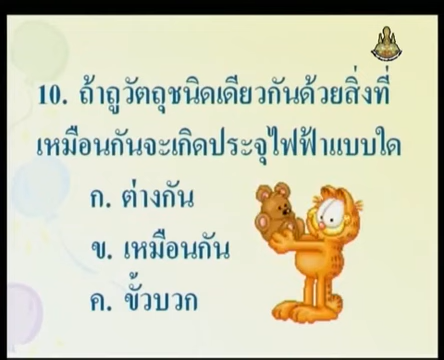 10. ถ้าถูวัตถุชนิดเดียวกันด้วยสิ่งที่
เหมือนกันจะเกิดประจุไฟฟ้าแบบใด
ก. ต่างกัน
ข. เหมือนกัน
ค. ขั้วบวก